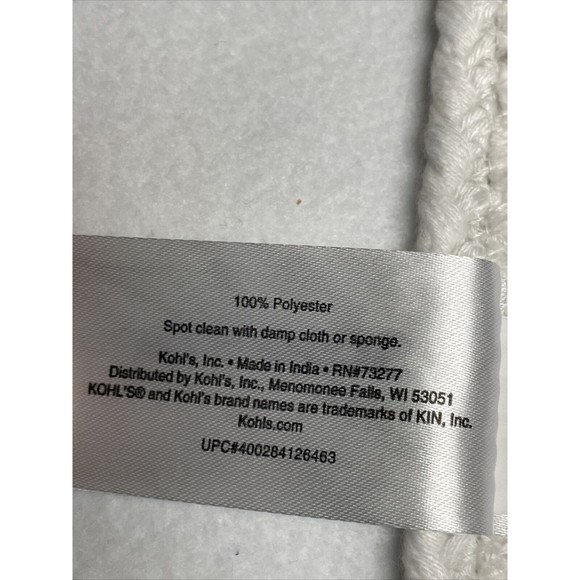 100% Polyester
Spot clean with damp cloth or sponge.
Kohl's, Inc. • Made in India • RN#73277
Distributed by Kohl's, Inc., Menomonee Falls, WI 53051
KOHL'S® and Kohl's brand names are trademarks of KIN, Inc.
Kohls.com
UPC#400284126463